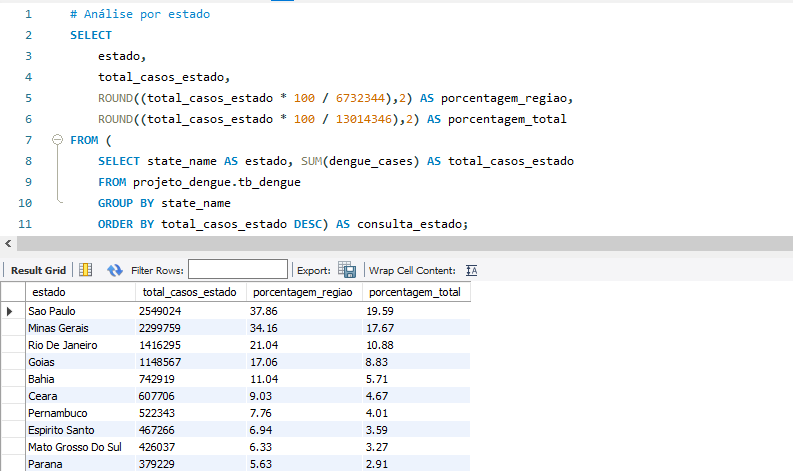 1 # Análise por estado
2 SELECT
3 estado,
4 total_casos_estado,
5 ROUND((total_casos_estado * 100 / 6732344),2) AS porcentagem_regiao,
6 ROUND((total_casos_estado * 100 / 13014346),2) AS porcentagem_total
7 FROM (
8 SELECT state_name AS estado, SUM(dengue_cases) AS total_casos_estado
9 FROM projeto_dengue.tb_dengue
10 GROUP BY state_name
11 ORDER BY total_casos_estado DESC) AS consulta_estado;
Result Grid Filter Rows: Export: Wrap Cell Content:
estado total_casos_estado porcentagem_regiao porcentagem_total
Sao Paulo 2549024 37.86 19.59
Minas Gerais 2299759 34.16 17.67
Rio De Janeiro 1416295 21.04 10.88
Goias 1148567 17.06 8.83
Bahia 742919 11.04 5.71
Ceara 607706 9.03 4.67
Pernambuco 522343 7.76 4.01
Espirito Santo 467266 6.94 3.59
Mato Grosso Do Sul 426037 6.33 3.27
Parana 379229 5.63 2.91